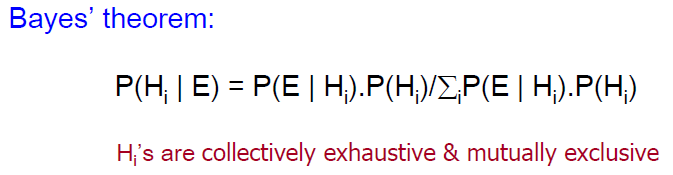 Bayes’ theorem:
P(Hᵢ | E) = P(E | Hᵢ).P(Hᵢ)/∑ᵢP(E | Hᵢ).P(Hᵢ)
Hᵢ’s are collectively exhaustive & mutually exclusive